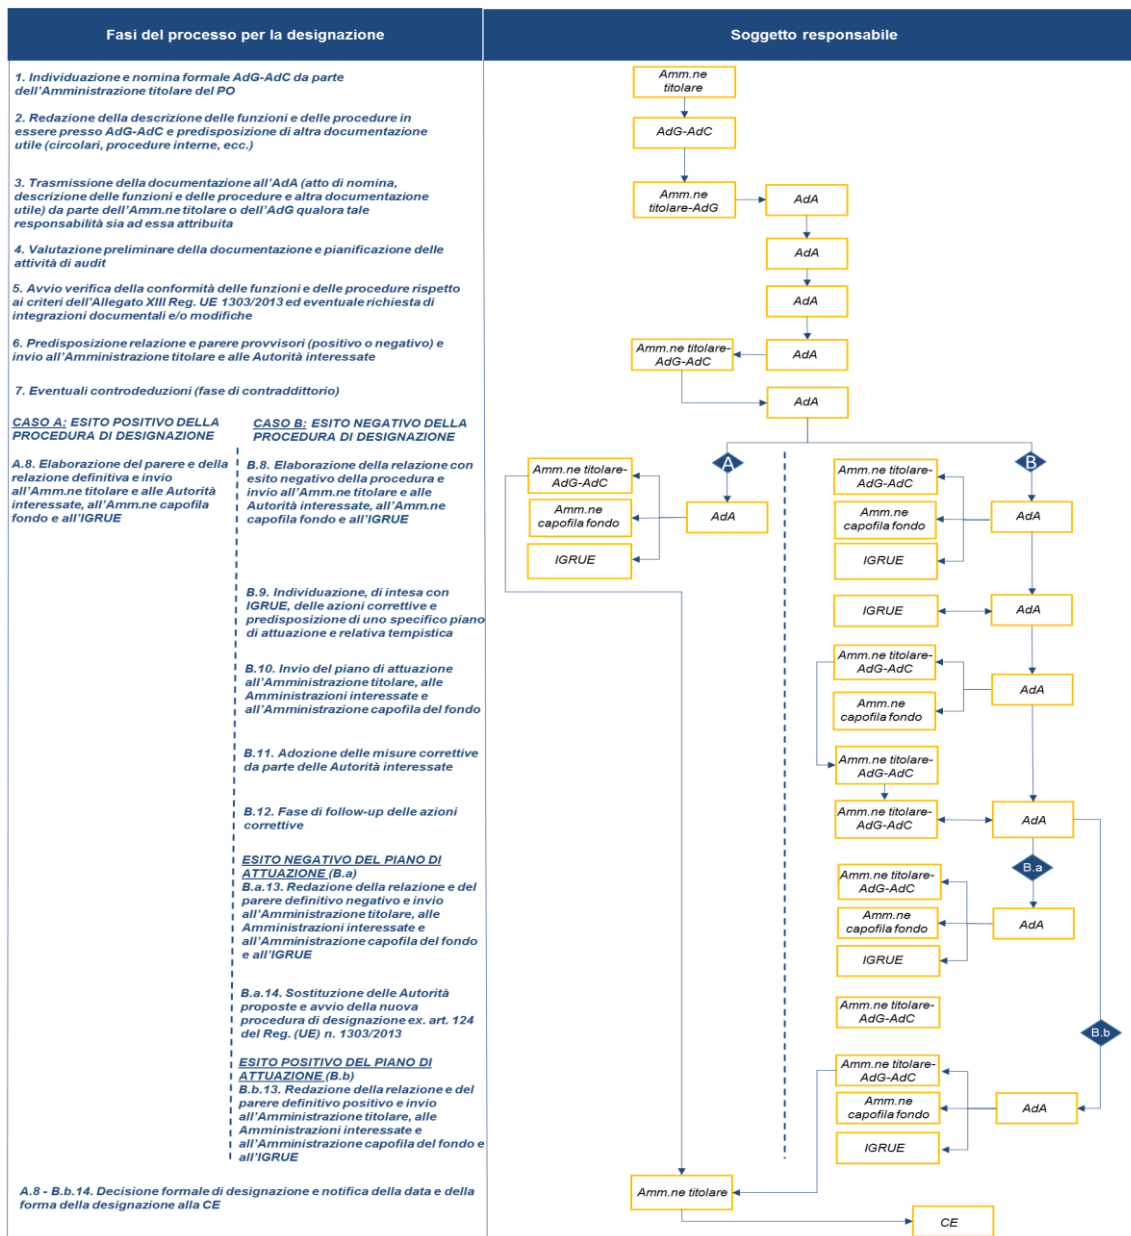 Fasi del processo per la designazione
Soggetto responsabile
1. Individuazione e nomina formale AdG-AdC da parte
dell'Amministrazione titolare del PO
Amm.ne
titolare
2. Redazione della descrizione delle funzioni e delle procedure in
essere presso AdG-AdC e predisposizione di altra documentazione
utile (circolari, procedure interne, ecc.)
AdG-AdC
3. Trasmissione della documentazione all'AdA (atto di nomina,
descrizione delle funzioni e delle procedure e altra documentazione
utile) da parte dell'Amm.ne titolare o dell'AdG qualora tale
responsabilità sia ad essa attribuita
Amm.ne
titolare-AdG
AdA
4. Valutazione preliminare della documentazione e pianificazione delle
attività di audit
AdA
5. Avvio verifica della conformità delle funzioni e delle procedure rispetto
ai criteri dell'Allegato XIII Reg. UE 1303/2013 ed eventuale richiesta di
integrazioni documentali e/o modifiche
AdA
6. Predisposizione relazione e parere provvisori (positivo o negativo) e
invio all'Amministrazione titolare e alle Autorità interessate
Amm.ne titolare-
AdG-AdC
AdA
7. Eventuali controdeduzioni (fase di contraddittorio)
AdA
CASO A: ESITO POSITIVO DELLA
PROCEDURA DI DESIGNAZIONE
CASO B: ESITO NEGATIVO DELLA
PROCEDURA DI DESIGNAZIONE
A.8. Elaborazione del parere e della
relazione definitiva e invio
all'Amm.ne titolare e alle Autorità
interessate, all'Amm.ne capofila
fondo e all'IGRUE
B.8. Elaborazione della relazione con
esito negativo della procedura e
invio all'Amm.ne titolare e alle
Autorità interessate, all'Amm.ne
capofila fondo e all'IGRUE
Amm.ne titolare-
AdG-AdC
Amm.ne
capofila fondo
IGRUE
A
AdA
Amm.ne titolare-
AdG-AdC
Amm.ne
capofila fondo
IGRUE
B
AdA
B.9. Individuazione, di intesa con
IGRUE, delle azioni correttive e
predisposizione di uno specifico piano
di attuazione e relativa tempistica
IGRUE
AdA
B.10. Invio del piano di attuazione
all'Amministrazione titolare, alle
Amministrazioni interessate e
all'Amministrazione capofila del fondo
Amm.ne titolare-
AdG-AdC
Amm.ne
capofila fondo
AdA
B.11. Adozione delle misure correttive
da parte delle Autorità interessate
Amm.ne titolare-
AdG-AdC
B.12. Fase di follow-up delle azioni
correttive
Amm.ne titolare-
AdG-AdC
AdA
ESITO NEGATIVO DEL PIANO DI
ATTUAZIONE (B.a)
B.a.13. Redazione della relazione e del
parere definitivo negativo e invio
all'Amministrazione titolare, alle
Amministrazioni interessate e
all'Amministrazione capofila del fondo
e all'IGRUE
B.a
Amm.ne titolare-
AdG-AdC
Amm.ne
capofila fondo
IGRUE
AdA
B.a.14. Sostituzione delle Autorità
proposte e avvio della nuova
procedura di designazione ex. art. 124
del Reg. (UE) n. 1303/2013
Amm.ne titolare-
AdG-AdC
B.b
ESITO POSITIVO DEL PIANO DI
ATTUAZIONE (B.b)
B.b.13. Redazione della relazione e del
parere definitivo positivo e invio
all'Amministrazione titolare, alle
Amministrazioni interessate e
all'Amministrazione capofila del fondo e
all'IGRUE
Amm.ne titolare-
AdG-AdC
Amm.ne
capofila fondo
IGRUE
AdA
A.8 - B.b.14. Decisione formale di designazione e notifica della data e della
forma della designazione alla CE
Amm.ne titolare
CE